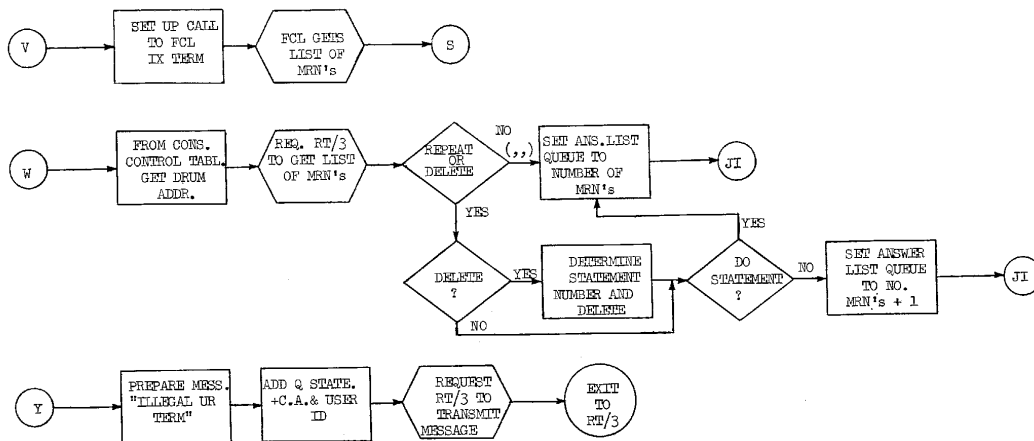 V
SET UP CALL
TO FCL
IX TERM
FCL GETS
LIST OF
MRN's
S
W
FROM CONS.
CONTROL TABL.
GET DRUM
ADDR.
REQ. RT/3
TO GET LIST
OF MRN's
REPEAT
OR
DELETE
NO
(,,)
YES
SET ANS.LIST
QUEUE TO
NUMBER OF
MRN's
JI
DELETE
?
YES
NO
DETERMINE
STATEMENT
NUMBER AND
DELETE
DO
STATEMENT
?
YES
NO
SET ANSWER
LIST QUEUE
TO NO.
MRN's + 1
JI
Y
PREPARE MESS.
"ILLEGAL UR
TERM"
ADD Q STATE.
+C.A.& USER
ID
REQUEST
RT/3 TO
TRANSMIT
MESSAGE
EXIT
TO
RT/3